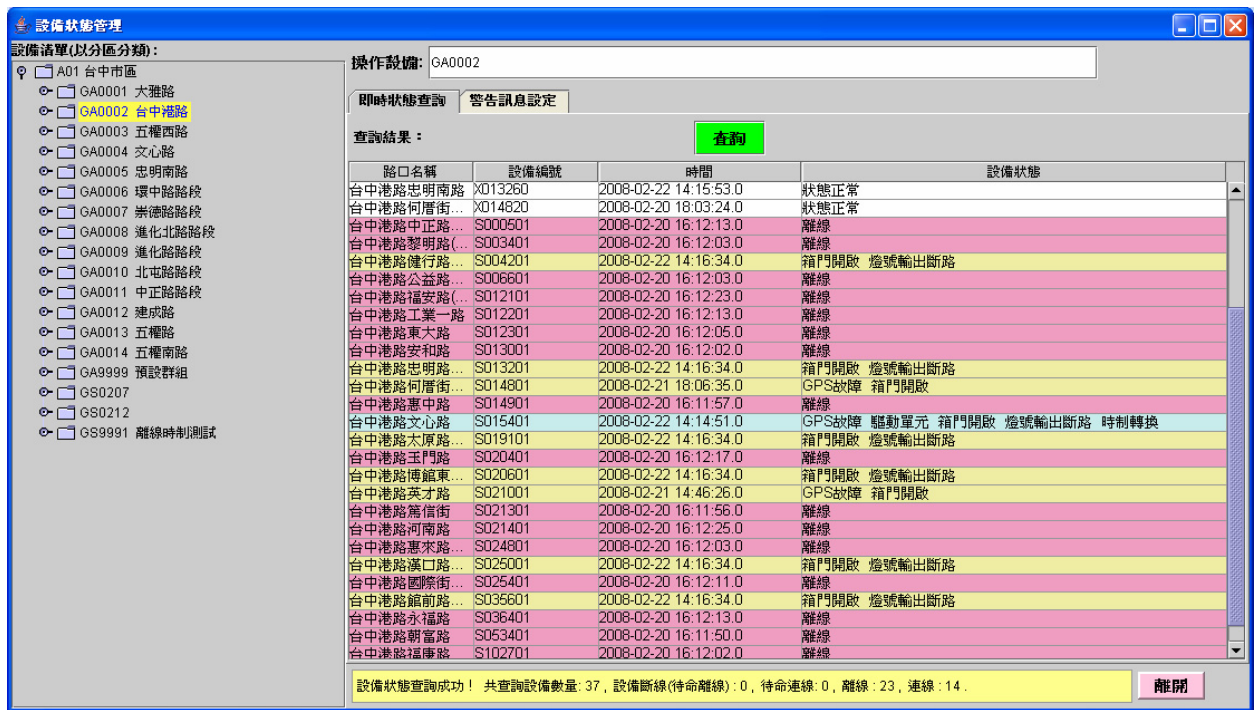 設備狀態管理
設備清單(以分區分類):
A01 台中市區
GA0001 大雅路
GA0002 台中港路
GA0003 五權西路
GA0004 文心路
GA0005 忠明南路
GA0006 環中路路段
GA0007 崇德路路段
GA0008 進化北路路段
GA0009 進化路路段
GA0010 北屯路路段
GA0011 中正路路段
GA0012 建成路
GA0013 五權路
GA0014 五權南路
GA9999 預設群組
GS0207
GS0212
GS9991 離線時制測試
操作設備: GA0002
即時狀態查詢 警告訊息設定
查詢結果: 查詢
路口名稱 設備編號 時間 設備狀態
台中港路忠明南路 X013260 2008-02-22 14:15:53.0 狀態正常
台中港路何厝街... X014820 2008-02-20 18:03:24.0 狀態正常
台中港路中正路... S000501 2008-02-20 16:12:13.0 離線
台中港路黎明路(... S003401 2008-02-20 16:12:03.0 離線
台中港路健行路... S004201 2008-02-22 14:16:34.0 箱門開啟 燈號輸出斷路
台中港路公益路... S006601 2008-02-20 16:12:03.0 離線
台中港路福安路(... S012101 2008-02-20 16:12:23.0 離線
台中港路工業一路 S012201 2008-02-20 16:12:13.0 離線
台中港路東大路 S012301 2008-02-20 16:12:05.0 離線
台中港路安和路 S013001 2008-02-20 16:12:02.0 離線
台中港路忠明路... S013201 2008-02-22 14:16:34.0 箱門開啟 燈號輸出斷路
台中港路何厝街... S014801 2008-02-21 18:06:35.0 GPS故障 箱門開啟
台中港路惠中路 S014901 2008-02-20 16:11:57.0 離線
台中港路文心路 S015401 2008-02-22 14:14:51.0 GPS故障 驅動單元 箱門開啟 燈號輸出斷路 時制轉換
台中港路太原路... S019101 2008-02-22 14:16:34.0 箱門開啟 燈號輸出斷路
台中港路玉門路 S020401 2008-02-20 16:12:17.0 離線
台中港路博館東... S020601 2008-02-22 14:16:34.0 箱門開啟 燈號輸出斷路
台中港路英才路 S021001 2008-02-21 14:46:26.0 GPS故障 箱門開啟
台中港路篤信街 S021301 2008-02-20 16:11:56.0 離線
台中港路河南路 S021401 2008-02-20 16:12:25.0 離線
台中港路惠來路... S024801 2008-02-20 16:12:03.0 離線
台中港路漢口路... S025001 2008-02-22 14:16:34.0 箱門開啟 燈號輸出斷路
台中港路國際街... S025401 2008-02-20 16:12:11.0 離線
台中港路館前路... S035601 2008-02-22 14:16:34.0 箱門開啟 燈號輸出斷路
台中港路永福路 S036401 2008-02-20 16:12:13.0 離線
台中港路朝富路 S053401 2008-02-20 16:11:50.0 離線
台中港路福康路 S102701 2008-02-20 16:12:02.0 離線
設備狀態查詢成功! 共查詢設備數量: 37 , 設備斷線(待命離線) : 0 , 待命連線: 0 , 離線 : 23 , 連線 : 14 .
離開